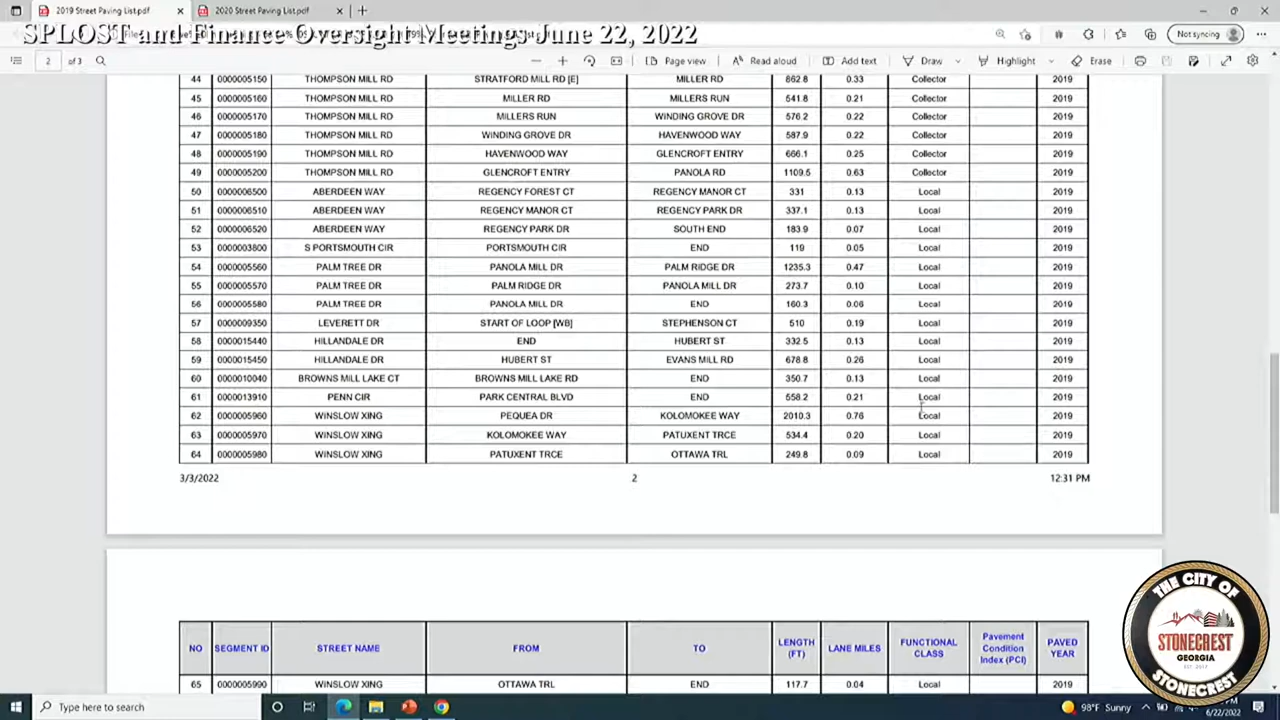 2019 Street Paving List.pdf
2020 Street Paving List.pdf
SPLOST and Finance Oversight Meetings June 22, 2022
Not syncing
2 of 3
Page view
Read aloud
Add text
Draw
Highlight
Erase
44 0000005150 THOMPSON MILL RD STRATFORD MILL RD [E] MILLER RD 862.8 0.33 Collector 2019
45 0000005160 THOMPSON MILL RD MILLER RD MILLERS RUN 541.8 0.21 Collector 2019
46 0000005170 THOMPSON MILL RD MILLERS RUN WINDING GROVE DR 576.2 0.22 Collector 2019
47 0000005180 THOMPSON MILL RD WINDING GROVE DR HAVENWOOD WAY 587.9 0.22 Collector 2019
48 0000005190 THOMPSON MILL RD HAVENWOOD WAY GLENCROFT ENTRY 666.1 0.25 Collector 2019
49 0000005200 THOMPSON MILL RD GLENCROFT ENTRY PANOLA RD 1109.5 0.63 Collector 2019
50 0000006500 ABERDEEN WAY REGENCY FOREST CT REGENCY MANOR CT 331 0.13 Local 2019
51 0000006510 ABERDEEN WAY REGENCY MANOR CT REGENCY PARK DR 337.1 0.13 Local 2019
52 0000006520 ABERDEEN WAY REGENCY PARK DR SOUTH END 183.9 0.07 Local 2019
53 0000003800 S PORTSMOUTH CIR PORTSMOUTH CIR END 119 0.05 Local 2019
54 0000005560 PALM TREE DR PANOLA MILL DR PALM RIDGE DR 1235.3 0.47 Local 2019
55 0000005570 PALM TREE DR PALM RIDGE DR PANOLA MILL DR 273.7 0.10 Local 2019
56 0000005580 PALM TREE DR PANOLA MILL DR END 160.3 0.06 Local 2019
57 0000009350 LEVERETT DR START OF LOOP [WB] STEPHENSON CT 510 0.19 Local 2019
58 0000015440 HILLANDALE DR END HUBERT ST 332.5 0.13 Local 2019
59 0000015450 HILLANDALE DR HUBERT ST EVANS MILL RD 678.8 0.26 Local 2019
60 0000010040 BROWNS MILL LAKE CT BROWNS MILL LAKE RD END 350.7 0.13 Local 2019
61 0000013910 PENN CIR PARK CENTRAL BLVD END 558.2 0.21 Local 2019
62 0000005960 WINSLOW XING PEQUEA DR KOLOMOKEE WAY 2010.3 0.76 Local 2019
63 0000005970 WINSLOW XING KOLOMOKEE WAY PATUXENT TRCE 534.4 0.20 Local 2019
64 0000005980 WINSLOW XING PATUXENT TRCE OTTAWA TRL 249.8 0.09 Local 2019
3/3/2022 2 12:31 PM
NO SEGMENT ID STREET NAME FROM TO LENGTH (FT) LANE MILES FUNCTIONAL CLASS Pavement Condition Index (PCI) PAVED YEAR
65 0000005990 WINSLOW XING OTTAWA TRL END 117.7 0.04 Local 2019
THE CITY OF
STONECREST
GEORGIA
STONECREST
Type here to search
98°F Sunny
6/22/2022